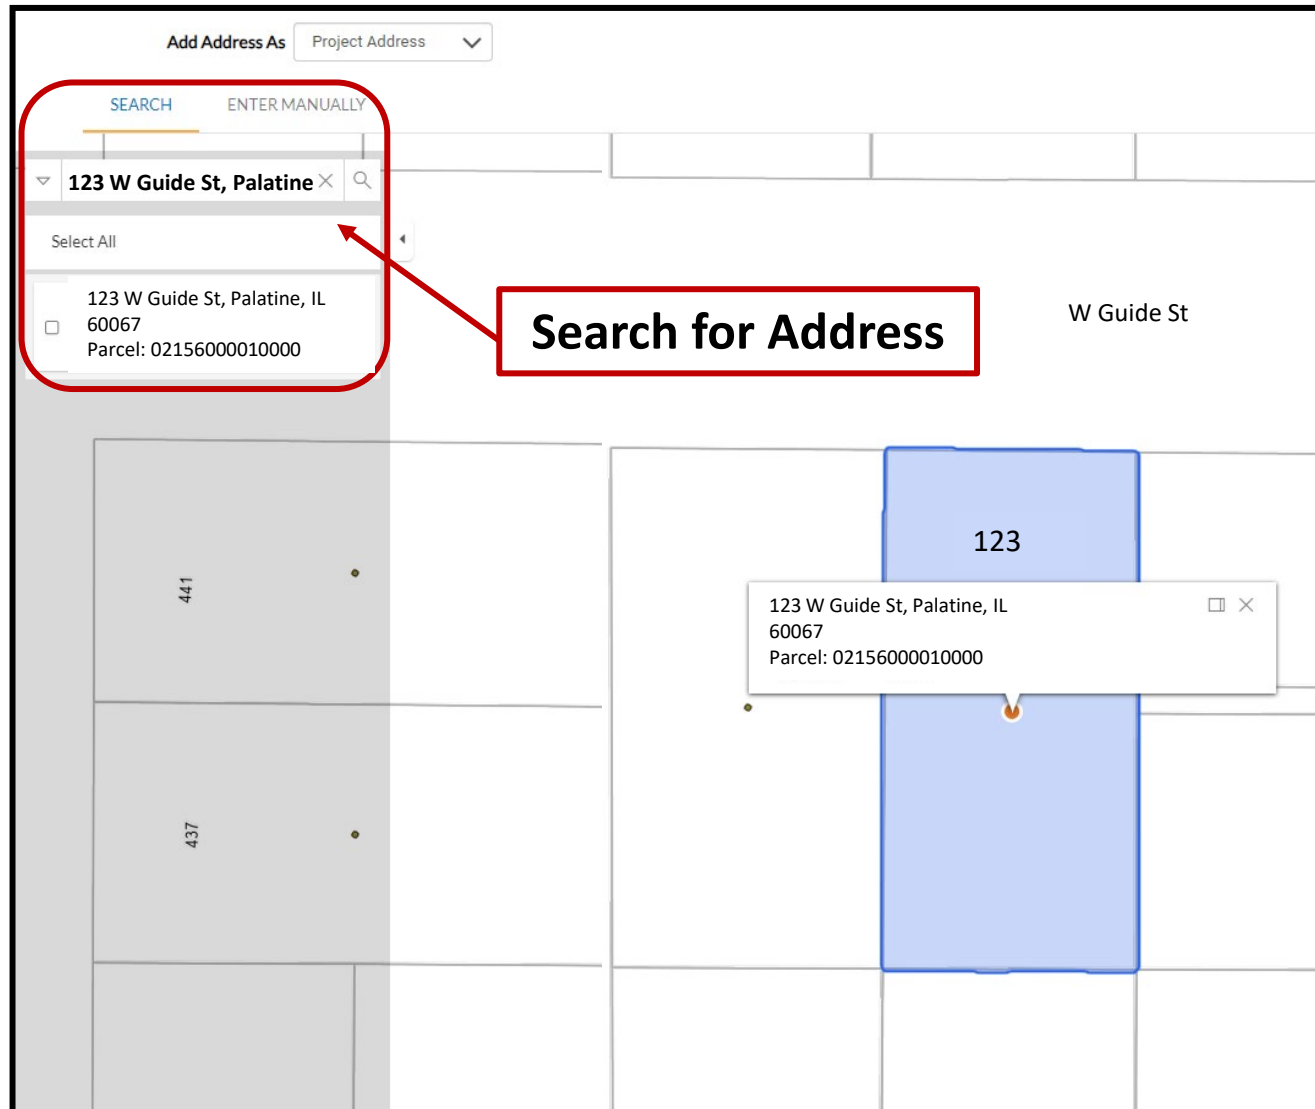 Add Address As Project Address
SEARCH ENTER MANUALLY
123 W Guide St, Palatine
Select All
123 W Guide St, Palatine, IL
60067
Parcel: 02156000010000
Search for Address
W Guide St
123
123 W Guide St, Palatine, IL
60067
Parcel: 02156000010000
441
437